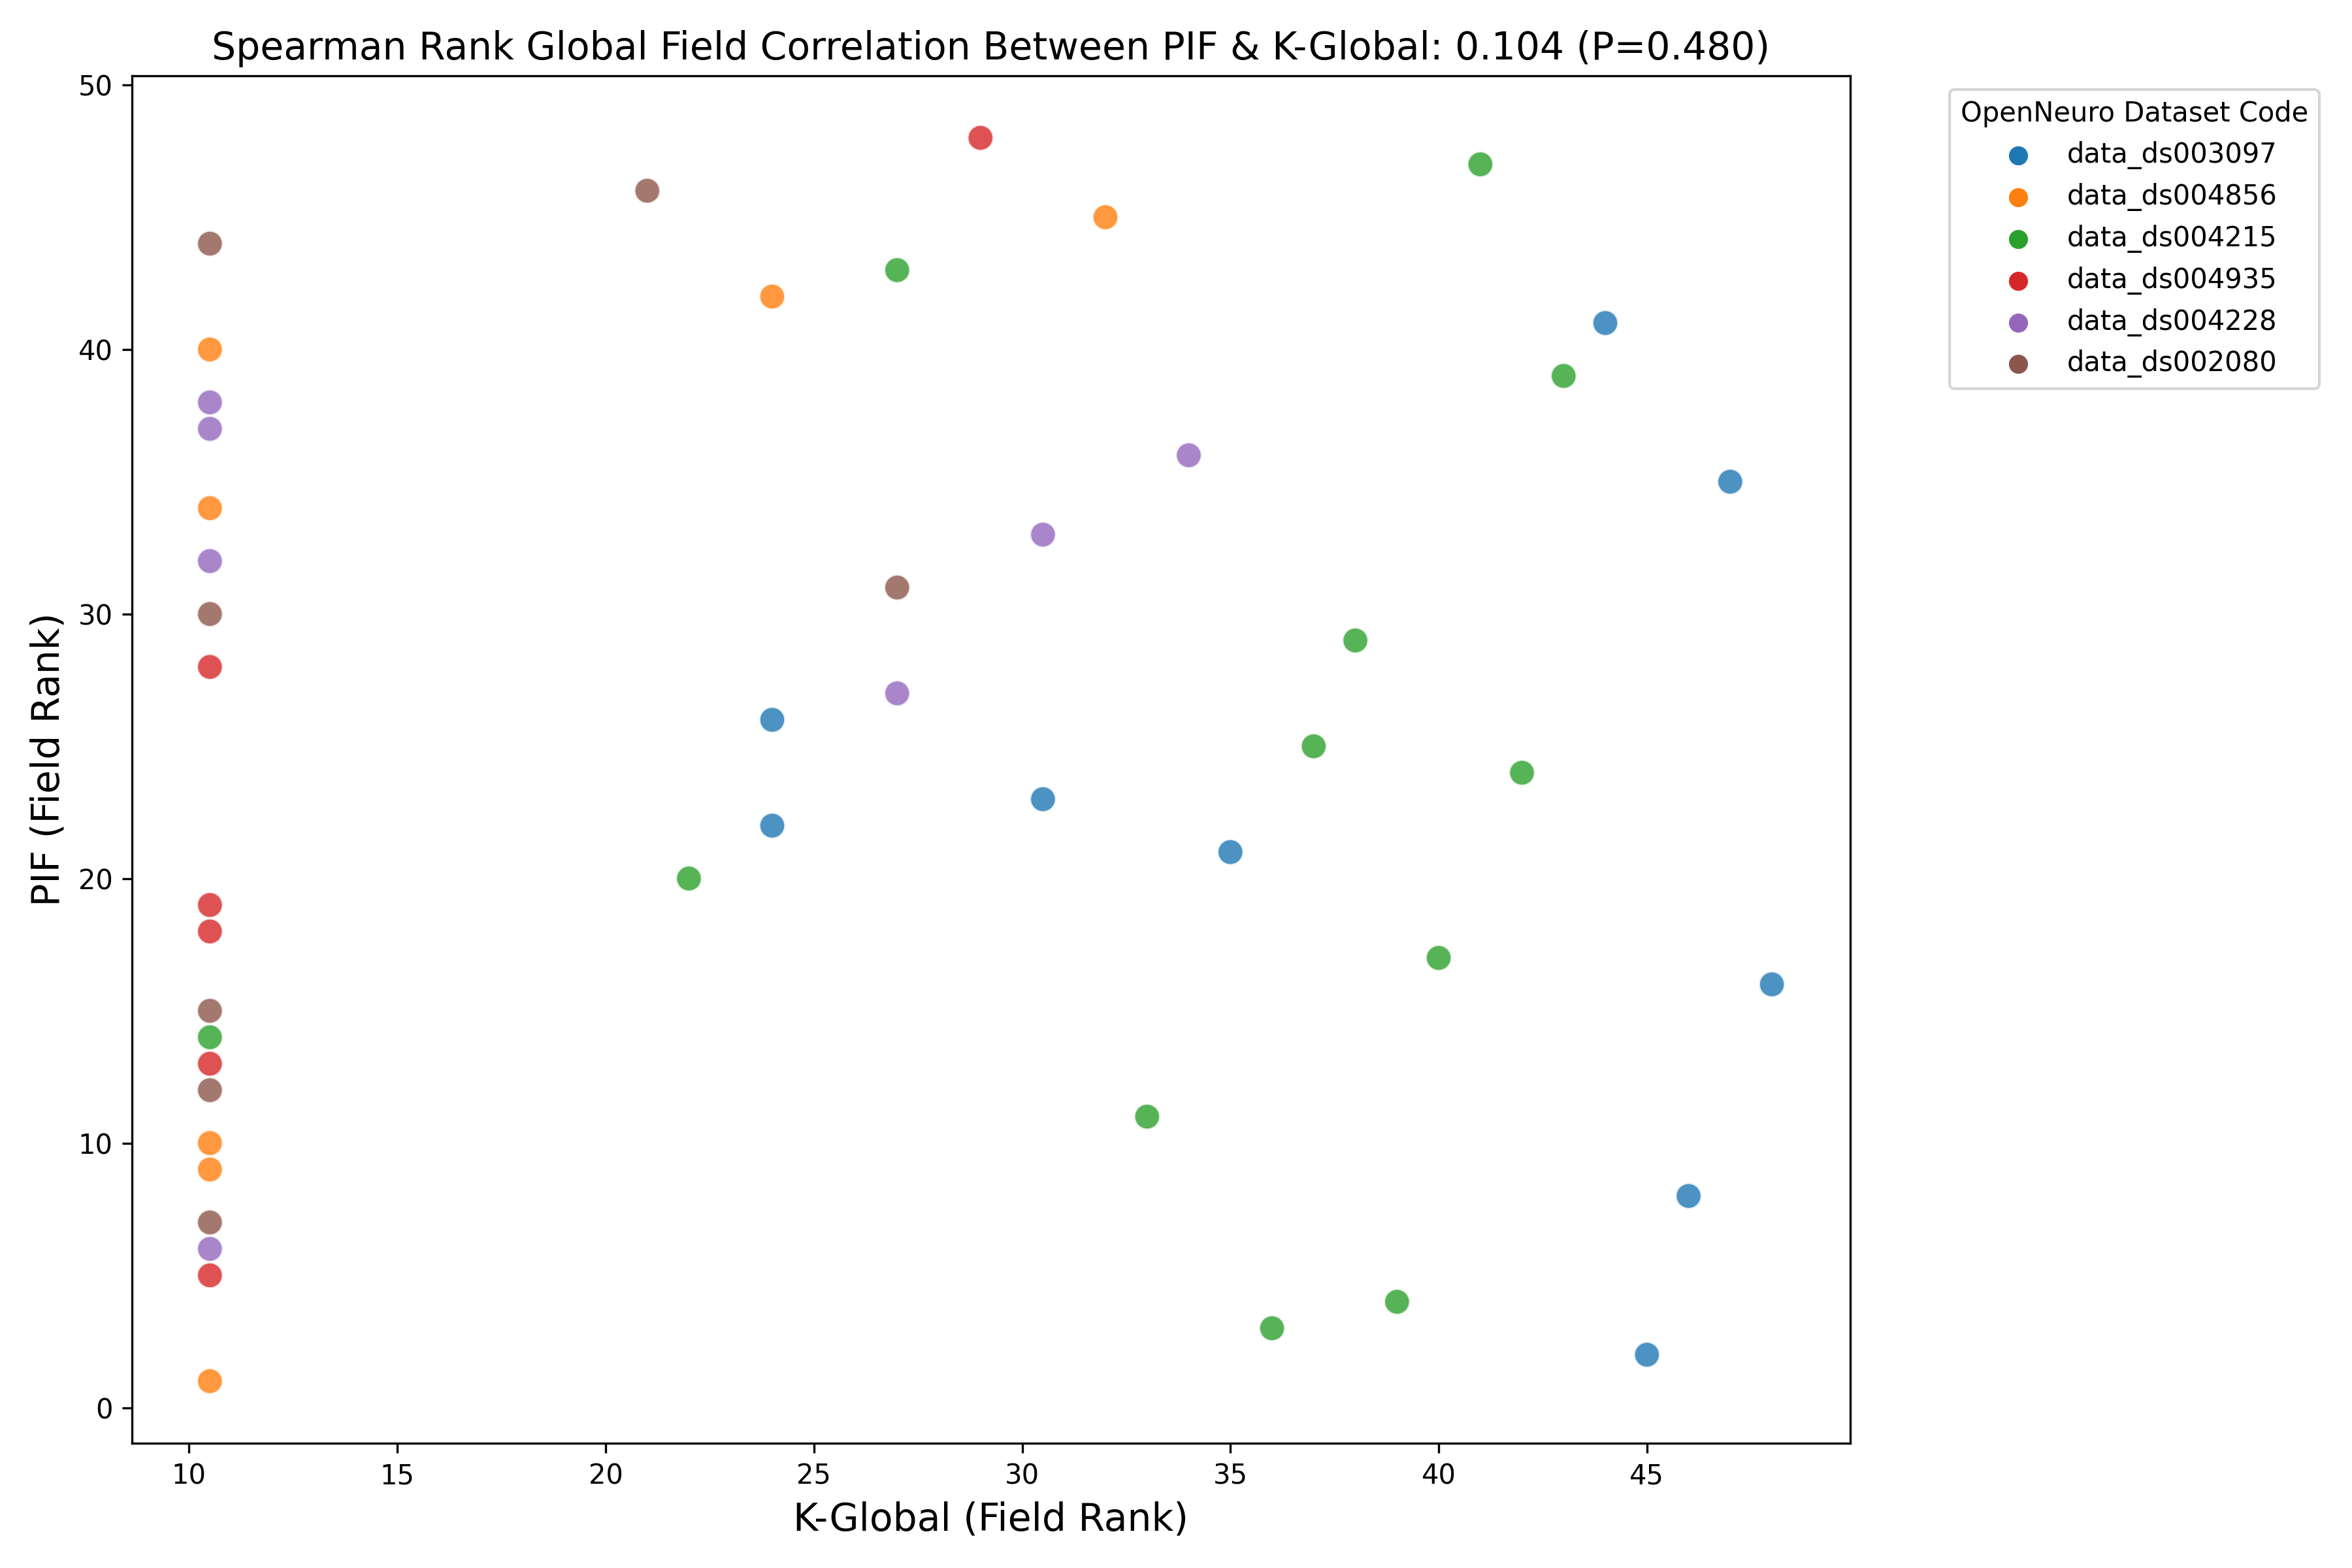 Spearman Rank Global Field Correlation Between PIF & K-Global: 0.104 (P=0.480)
PIF (Field Rank)
50
40
30
20
10
0
10 15 20 25 30 35 40 45
K-Global (Field Rank)
OpenNeuro Dataset Code
data_ds003097
data_ds004856
data_ds004215
data_ds004935
data_ds004228
data_ds002080